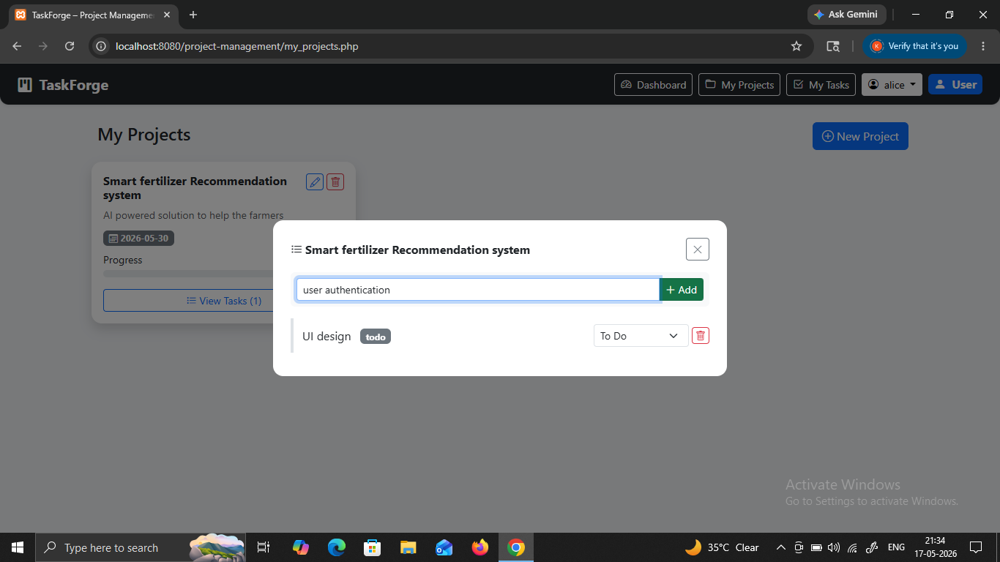 TaskForge – Project Manageme
Ask Gemini
localhost:8080/project-management/my_projects.php
K
Verify that it's you
TaskForge
Dashboard
My Projects
My Tasks
alice
User
My Projects
New Project
Smart fertilizer Recommendation
system
AI powered solution to help the farmers
2026-05-30
Progress
View Tasks (1)
Smart fertilizer Recommendation system
user authentication
+ Add
UI design
todo
To Do
Activate Windows
Go to Settings to activate Windows.
Type here to search
35°C Clear
ENG
21:34
17-05-2026